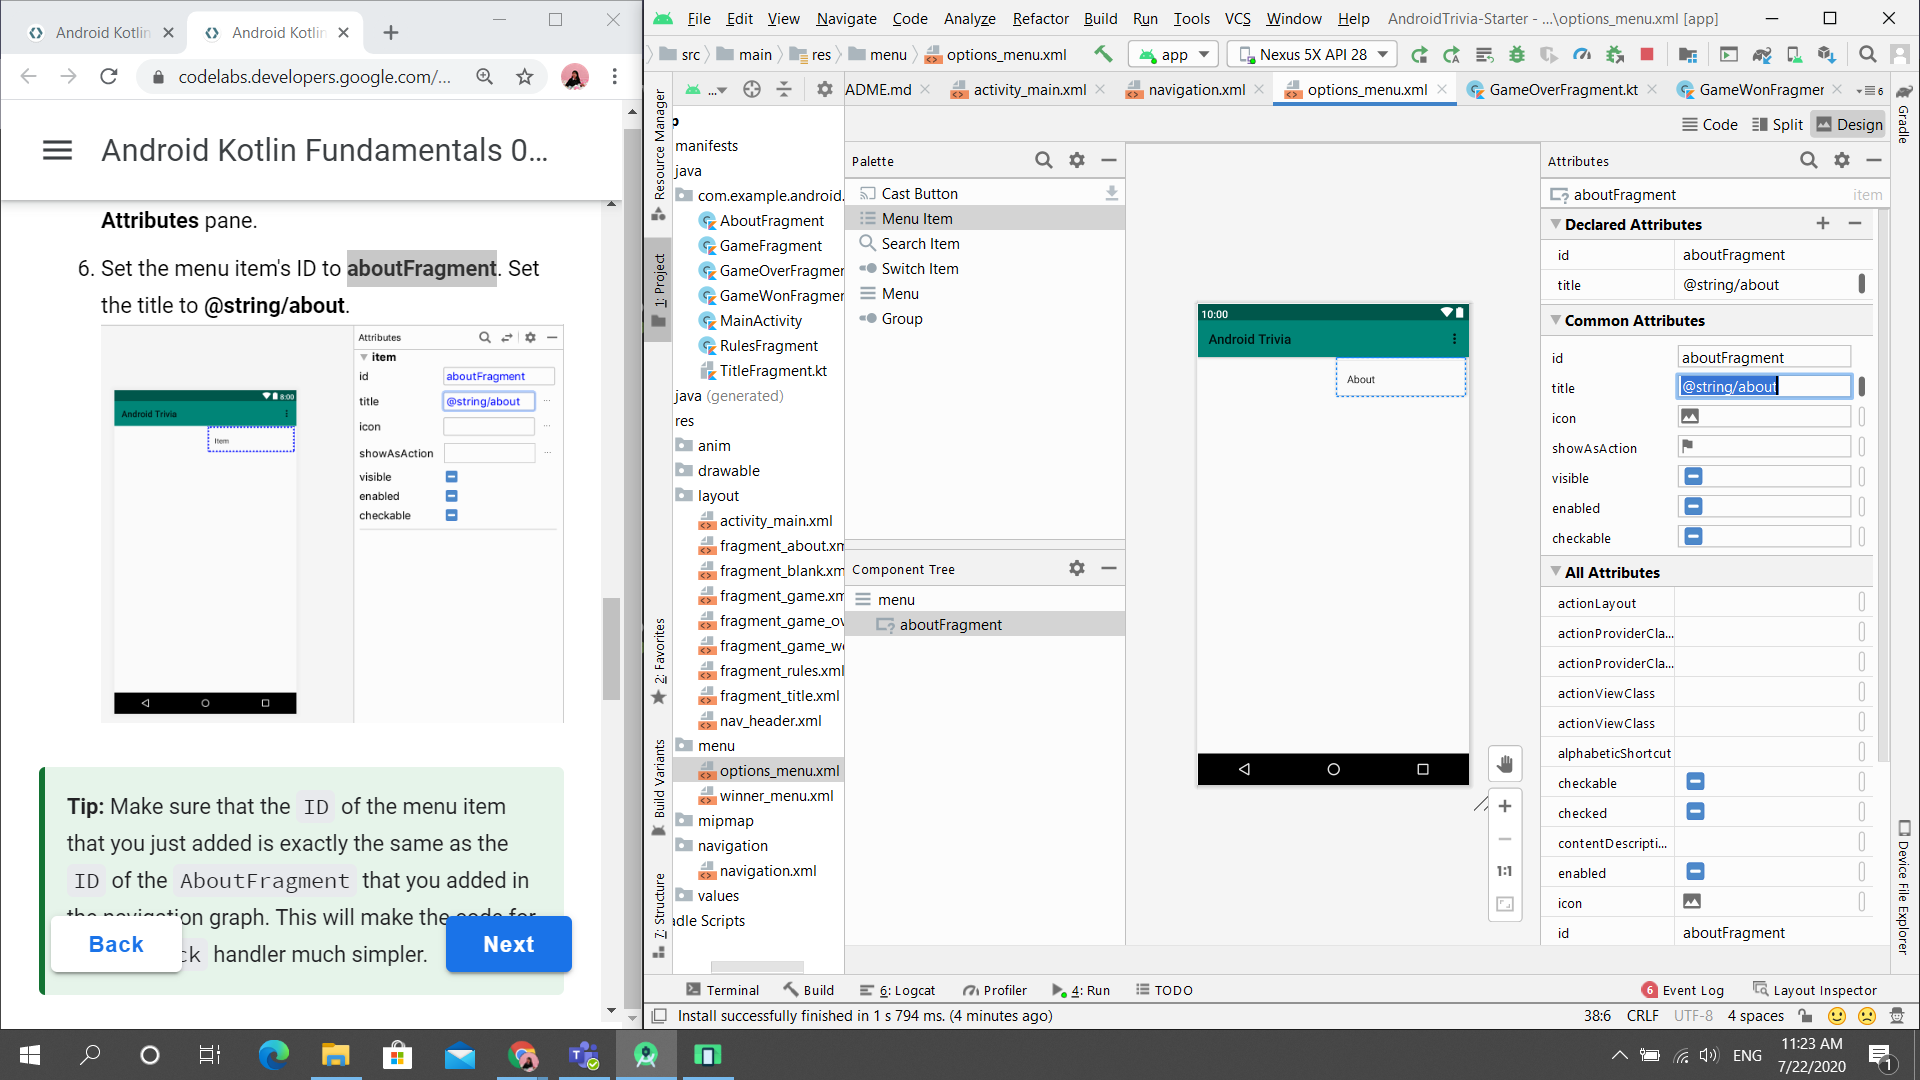 Android Kotlin
Android Kotlin
codelabs.developers.google.com/...
Android Kotlin Fundamentals 0...
Attributes pane.
6. Set the menu item's ID to aboutFragment. Set
the title to @string/about.
Attributes
item
id
aboutFragment
title
@string/about
icon
showAsAction
visible
enabled
checkable
8:00
Android Trivia
Item
Tip: Make sure that the ID of the menu item
that you just added is exactly the same as the
ID of the AboutFragment that you added in
the navigation graph. This will make the code for
ck handler much simpler.
Back
Next
File Edit View Navigate Code Analyze Refactor Build Run Tools VCS Window Help AndroidTrivia-Starter - ...\options_menu.xml [app]
src main res menu options_menu.xml app Nexus 5X API 28
... ADME.md activity_main.xml navigation.xml options_menu.xml GameOverFragment.kt GameWonFragmer 6
Code Split Design
Resource Manager
1: Project
2: Favorites
Build Variants
7: Structure
p
manifests
java
com.example.android.
AboutFragment
GameFragment
GameOverFragmer
GameWonFragmer
MainActivity
RulesFragment
TitleFragment.kt
java (generated)
res
anim
drawable
layout
activity_main.xml
fragment_about.xm
fragment_blank.xm
fragment_game.xm
fragment_game_ov
fragment_game_wo
fragment_rules.xml
fragment_title.xml
nav_header.xml
menu
options_menu.xml
winner_menu.xml
mipmap
navigation
navigation.xml
values
adle Scripts
Palette
Cast Button
Menu Item
Search Item
Switch Item
Menu
Group
Component Tree
menu
aboutFragment
10:00
Android Trivia
About
1:1
Attributes
aboutFragment item
Declared Attributes
id aboutFragment
title @string/about
Common Attributes
id aboutFragment
title @string/about
icon
showAsAction
visible
enabled
checkable
All Attributes
actionLayout
actionProviderCla...
actionProviderCla...
actionViewClass
actionViewClass
alphabeticShortcut
checkable
checked
contentDescripti...
enabled
icon
id aboutFragment
Gradle
Device File Explorer
Terminal Build 6: Logcat Profiler 4: Run TODO 6 Event Log Layout Inspector
Install successfully finished in 1 s 794 ms. (4 minutes ago) 38:6 CRLF UTF-8 4 spaces
ENG
11:23 AM
7/22/2020
1